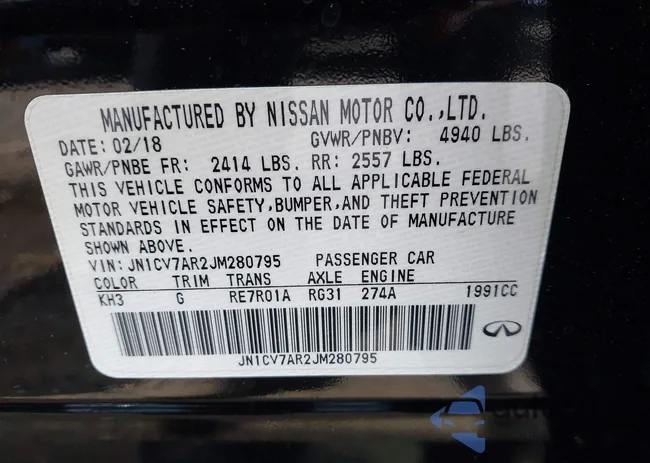 MANUFACTURED BY NISSAN MOTOR CO.,LTD.
DATE: 02/18 GVWR/PNBV: 4940 LBS.
GAWR/PNBE FR: 2414 LBS. RR: 2557 LBS.
THIS VEHICLE CONFORMS TO ALL APPLICABLE FEDERAL
MOTOR VEHICLE SAFETY,BUMPER,AND THEFT PREVENTION
STANDARDS IN EFFECT ON THE DATE OF MANUFACTURE
SHOWN ABOVE.
VIN: JN1CV7AR2JM280795 PASSENGER CAR
COLOR TRIM TRANS AXLE ENGINE
KH3 G RE7R01A RG31 274A 1991CC
JN1CV7AR2JM280795